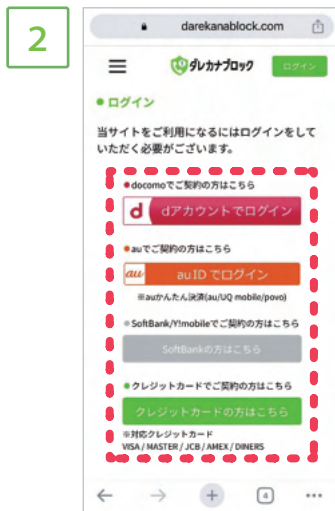 2
darekanablock.com
ダレカナブロック
ログイン
●ログイン
当サイトをご利用になるにはログインをして
いただく必要がございます。
●docomoでご契約の方はこちら
d dアカウントでログイン
●auでご契約の方はこちら
au au IDでログイン
※auかんたん決済(au/UQ mobile/povo)
●SoftBank/Y!mobileでご契約の方はこちら
SoftBankの方はこちら
●クレジットカードでご契約の方はこちら
クレジットカードの方はこちら
※対応クレジットカード
VISA / MASTER / JCB / AMEX / DINERS
4